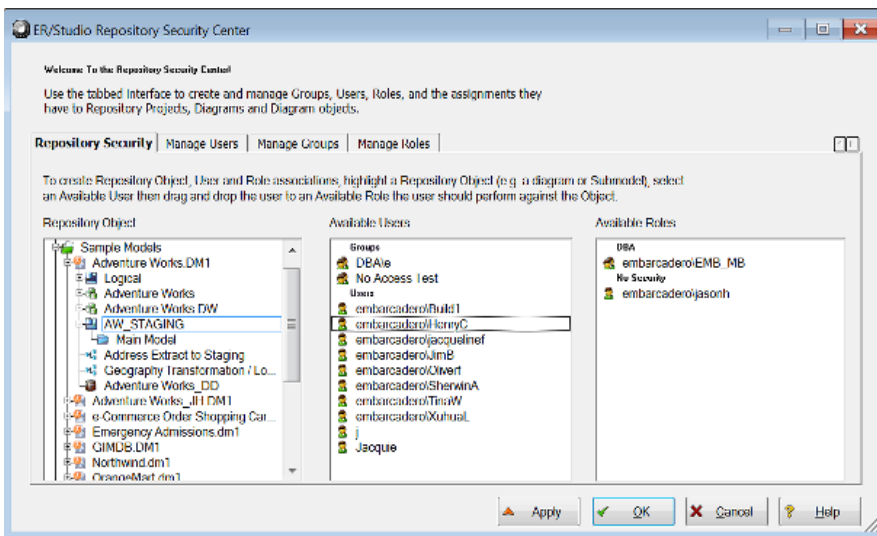 ER/Studio Repository Security Center
Welcome To the Repository Security Center!
Use the tabbed Interface to create and manage Groups, Users, Roles, and the assignments they
have to Repository Projects, Diagrams and Diagram objects.
Repository Security
Manage Users
Manage Groups
Manage Roles
To create Repository Object, User and Role associations, highlight a Repository Object (e.g. a diagram or Submodel), select
an Available User then drag and drop the user to an Available Role the user should perform against the Object.
Repository Object
Sample Models
Adventure Works.DM1
Logical
Adventure Works
Adventure Works DW
AW_STAGING
Main Model
Address Extract to Staging
Geography Transformation / Lo...
Adventure Works_DD
Adventure Works_JH.DM1
e-Commerce Order Shopping Car...
Emergency Admissions.dm1
GIMDB.DM1
Northwind.dm1
OrangeMart.dm1
Available Users
Groups
DBA\e
No Access Test
Users
embarcadero\Build1
embarcadero\HenryC
embarcadero\jacquelinef
embarcadero\JimB
embarcadero\Oliverf
embarcadero\SherwinA
embarcadero\TinaW
embarcadero\XuhuaL
j
Jacquie
Available Roles
DBA
embarcadero\EMB_MB
No Security
embarcadero\jasonh
Apply
OK
Cancel
Help